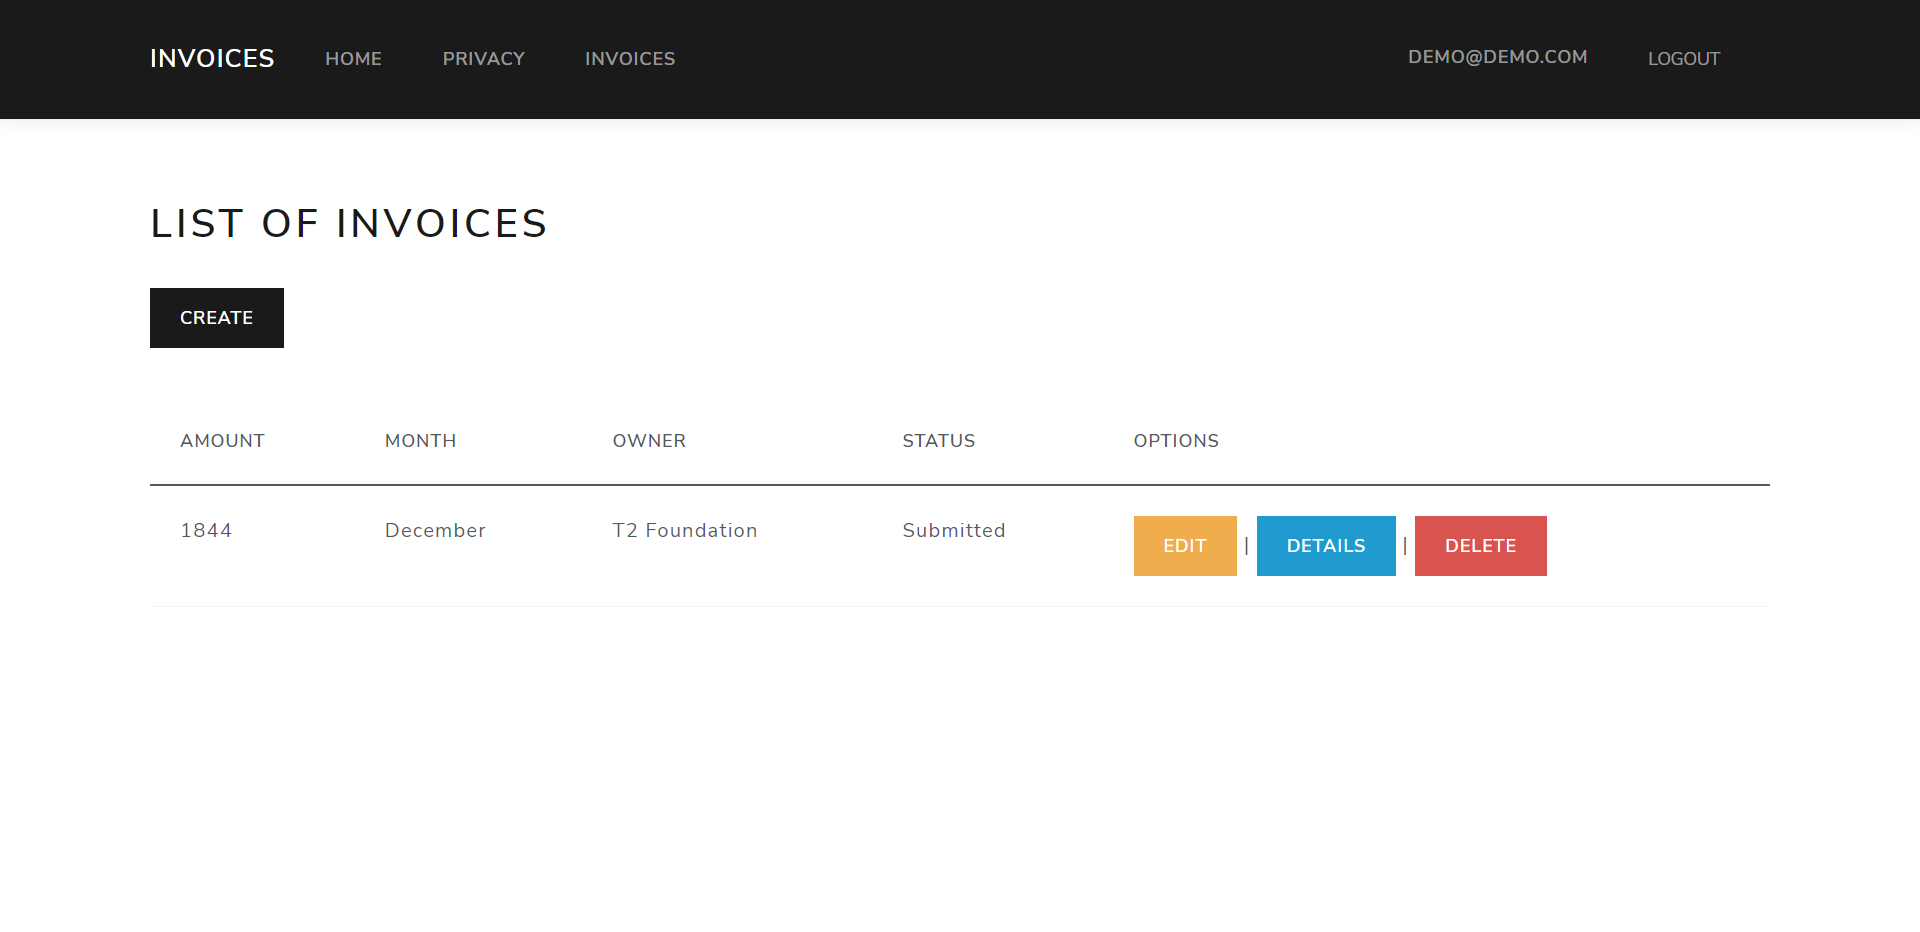 INVOICES HOME PRIVACY INVOICES DEMO@DEMO.COM LOGOUT
LIST OF INVOICES
CREATE
AMOUNT MONTH OWNER STATUS OPTIONS
1844 December T2 Foundation Submitted EDIT | DETAILS | DELETE